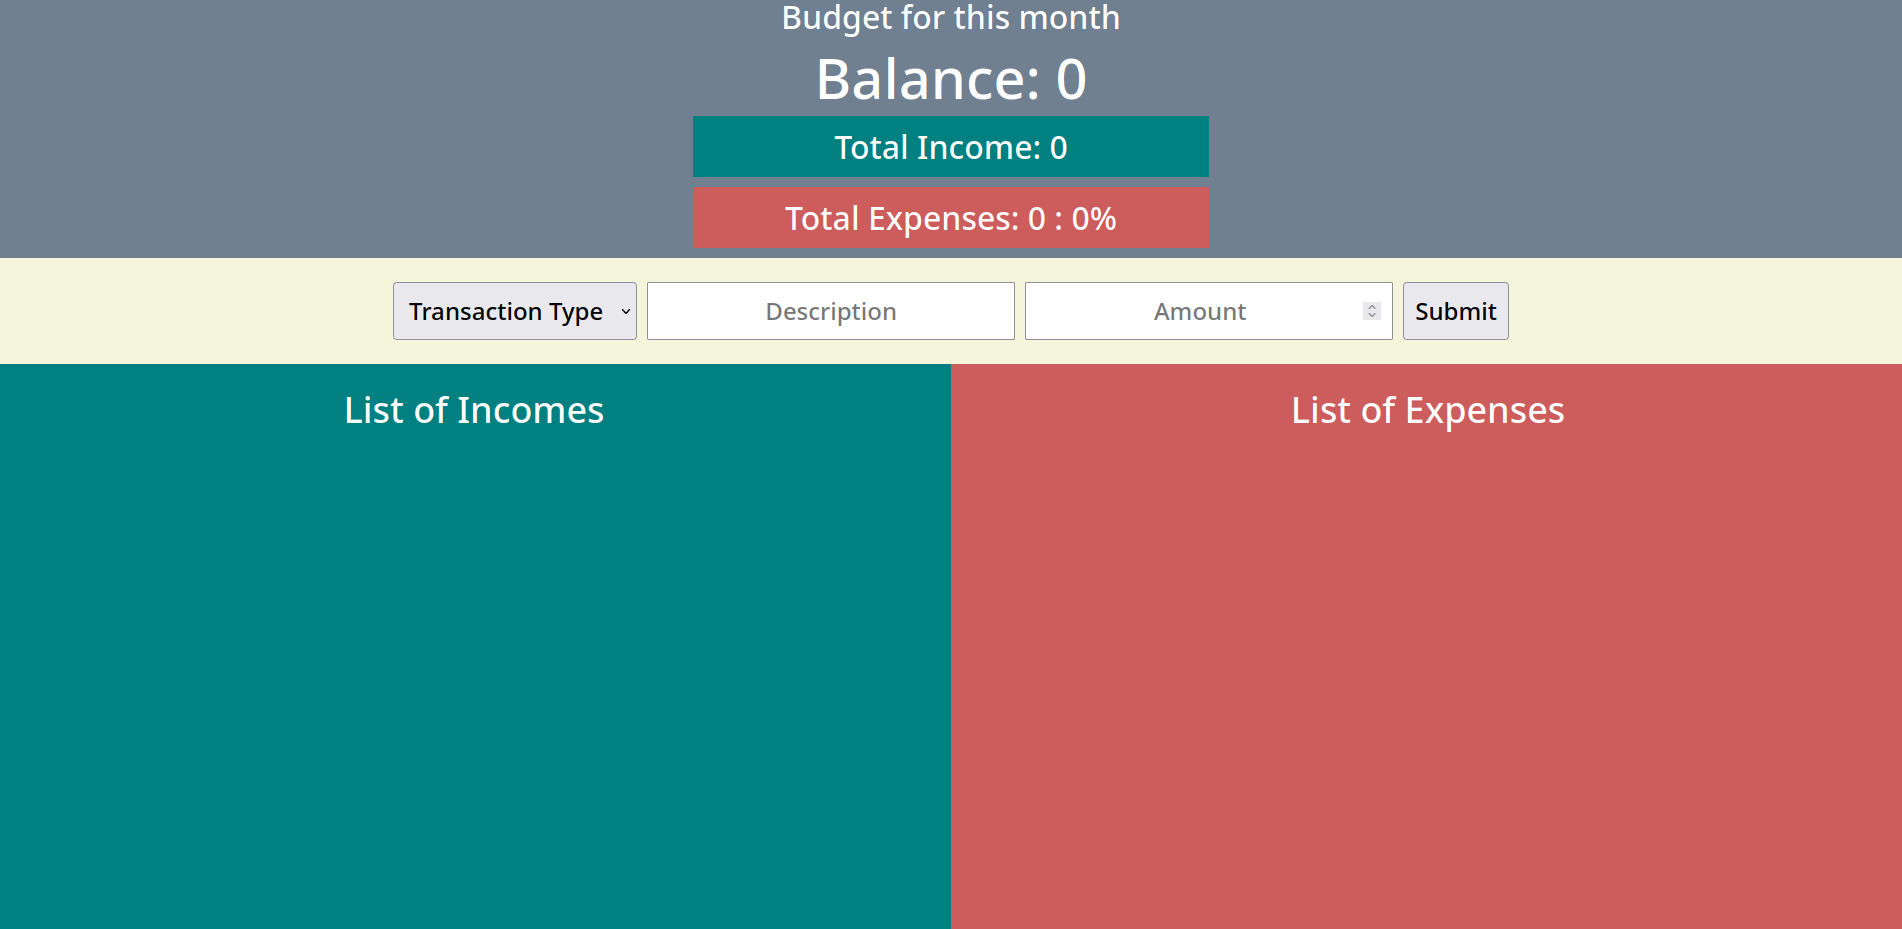 Budget for this month
Balance: 0
Total Income: 0
Total Expenses: 0 : 0%
Transaction Type Description Amount Submit
List of Incomes
List of Expenses